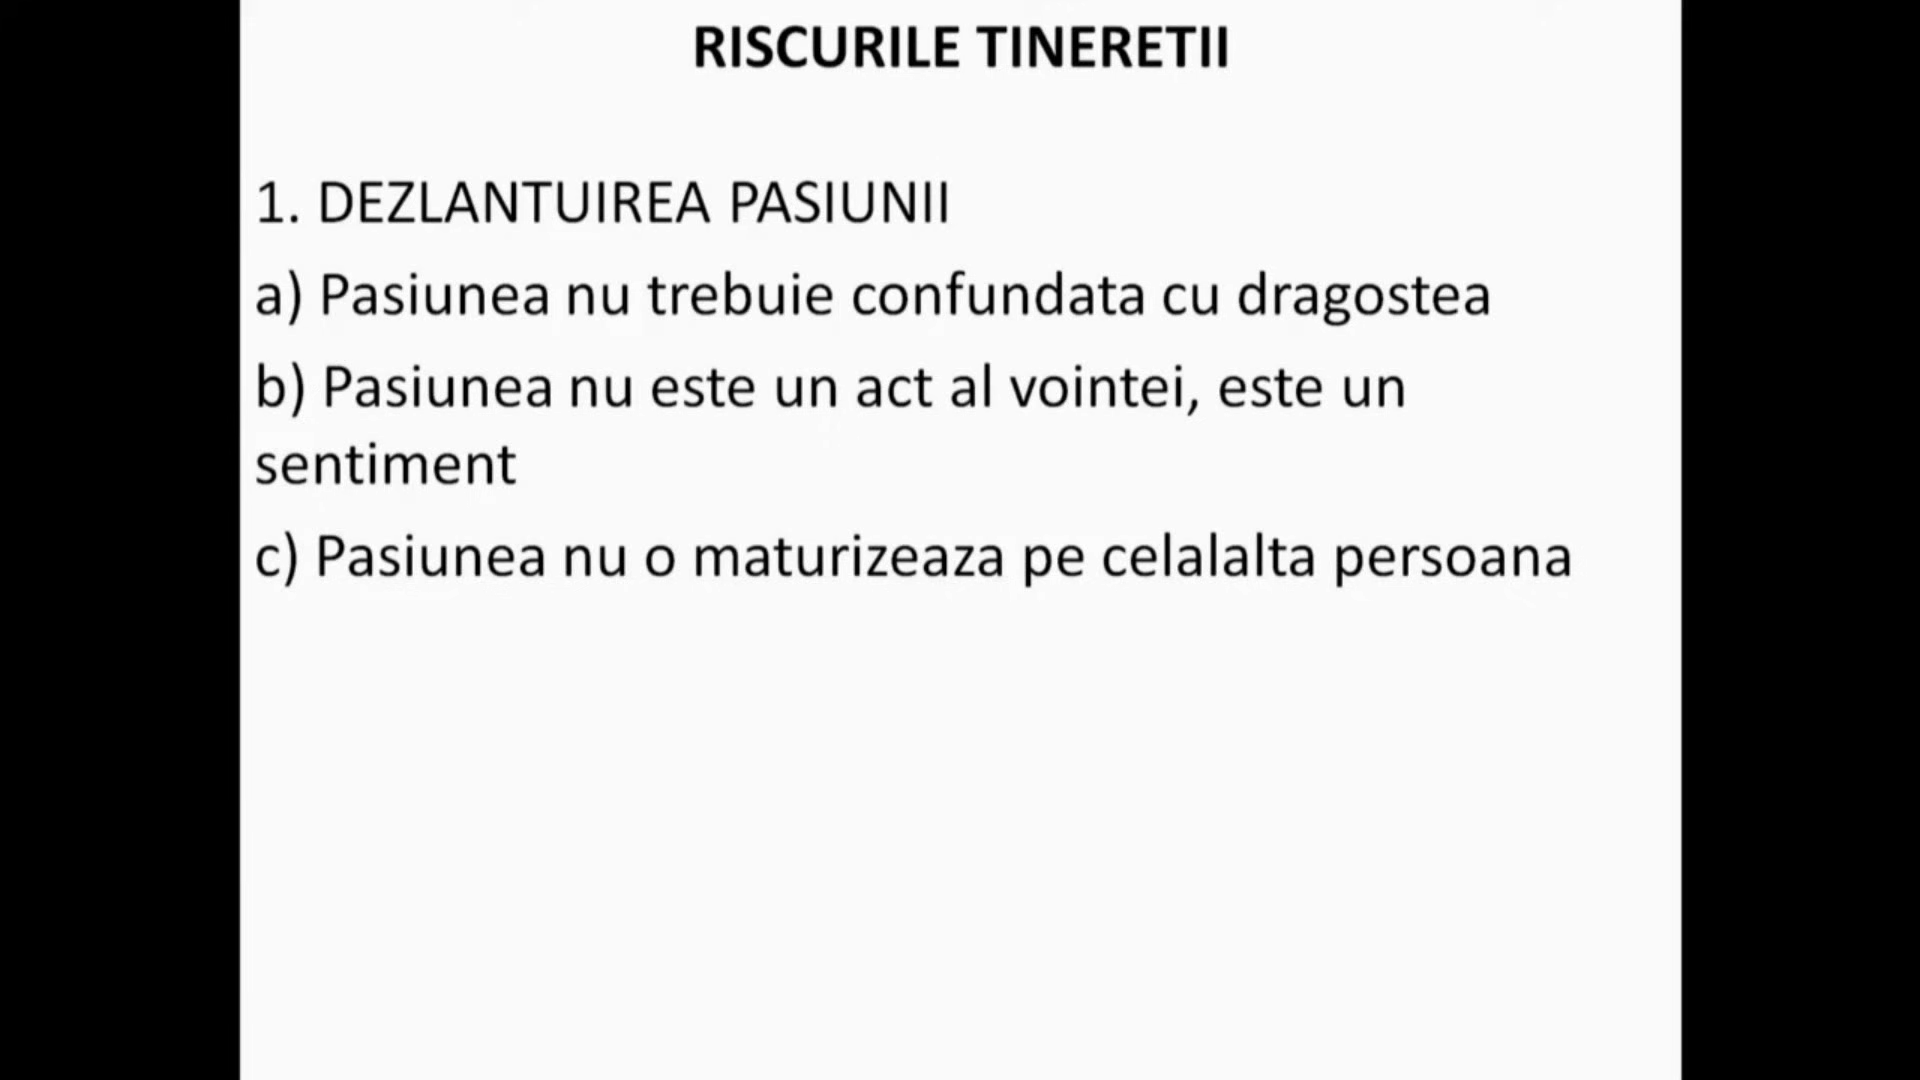 RISCURILE TINERETII
1. DEZLANTUIREA PASIUNII
a) Pasiunea nu trebuie confundata cu dragostea
b) Pasiunea nu este un act al vointei, este un
sentiment
c) Pasiunea nu o maturizeaza pe celalalta persoana